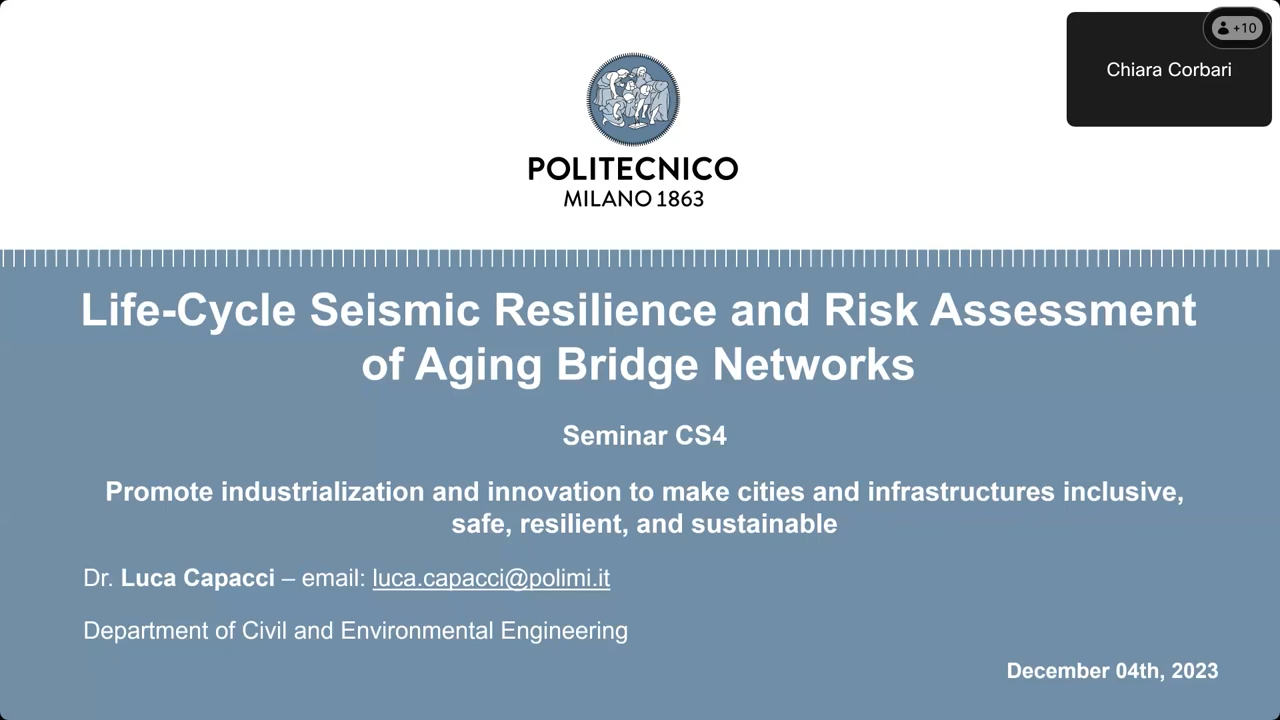 +10
Chiara Corbari
POLITECNICO
MILANO 1863
Life-Cycle Seismic Resilience and Risk Assessment
of Aging Bridge Networks
Seminar CS4
Promote industrialization and innovation to make cities and infrastructures inclusive,
safe, resilient, and sustainable
Dr. Luca Capacci – email: luca.capacci@polimi.it
Department of Civil and Environmental Engineering
December 04th, 2023